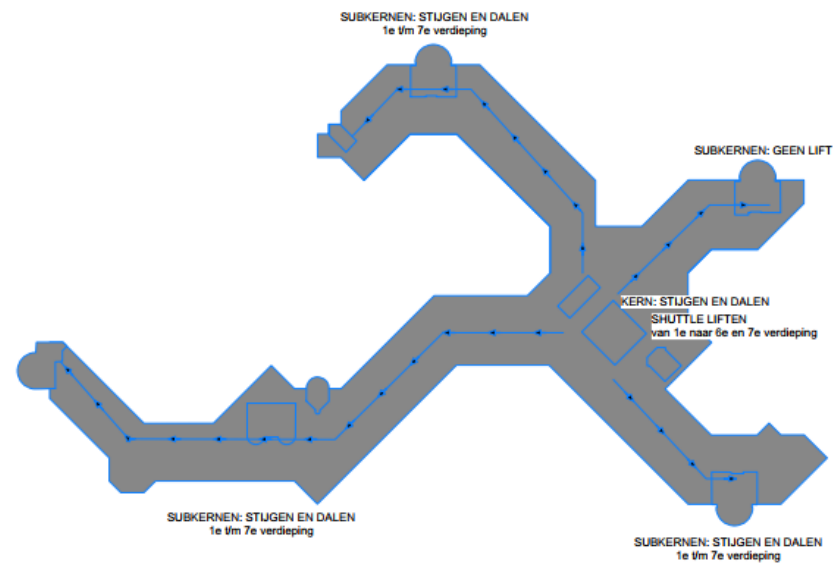 SUBKERNEN: STIJGEN EN DALEN
1e t/m 7e verdieping
SUBKERNEN: GEEN LIFT
KERN: STIJGEN EN DALEN
SHUTTLE LIFTEN
van 1e naar 6e en 7e verdieping
SUBKERNEN: STIJGEN EN DALEN
1e t/m 7e verdieping
SUBKERNEN: STIJGEN EN DALEN
1e t/m 7e verdieping